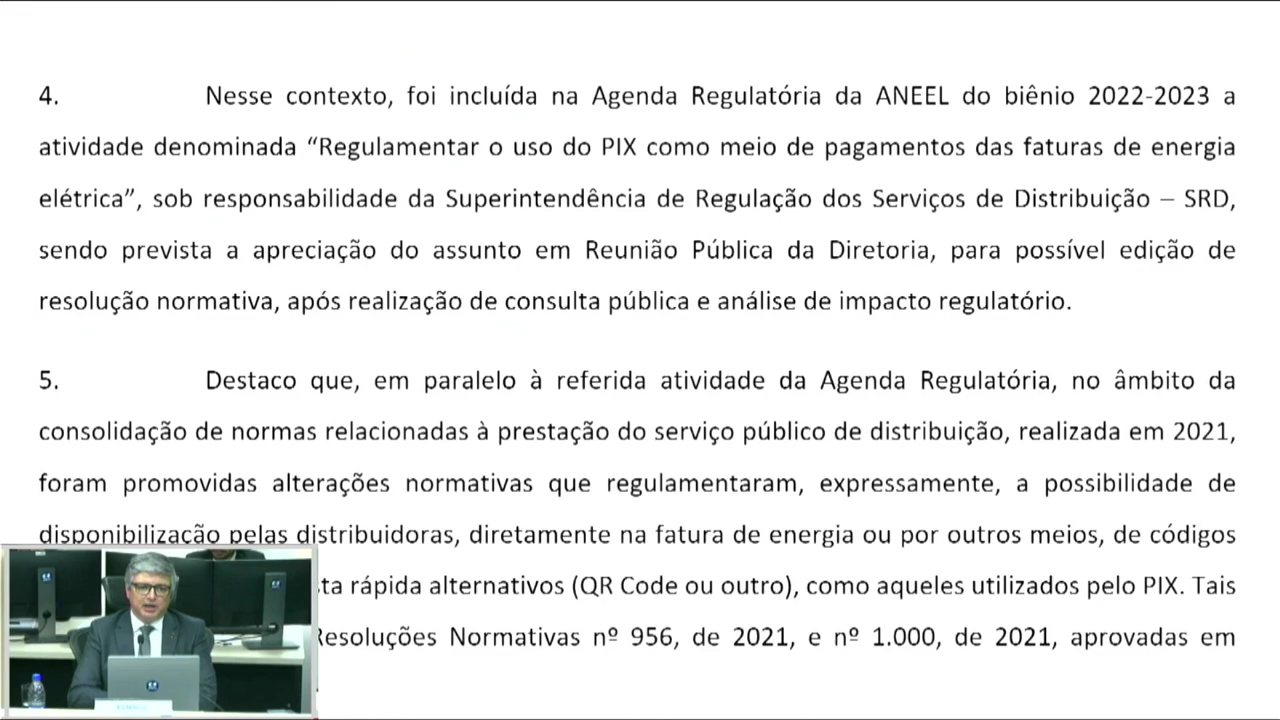 4. Nesse contexto, foi incluída na Agenda Regulatória da ANEEL do biênio 2022-2023 a
atividade denominada “Regulamentar o uso do PIX como meio de pagamentos das faturas de energia
elétrica”, sob responsabilidade da Superintendência de Regulação dos Serviços de Distribuição – SRD,
sendo prevista a apreciação do assunto em Reunião Pública da Diretoria, para possível edição de
resolução normativa, após realização de consulta pública e análise de impacto regulatório.
5. Destaco que, em paralelo à referida atividade da Agenda Regulatória, no âmbito da
consolidação de normas relacionadas à prestação do serviço público de distribuição, realizada em 2021,
foram promovidas alterações normativas que regulamentaram, expressamente, a possibilidade de
disponibilização pelas distribuidoras, diretamente na fatura de energia ou por outros meios, de códigos
ta rápida alternativos (QR Code ou outro), como aqueles utilizados pelo PIX. Tais
Resoluções Normativas nº 956, de 2021, e nº 1.000, de 2021, aprovadas em